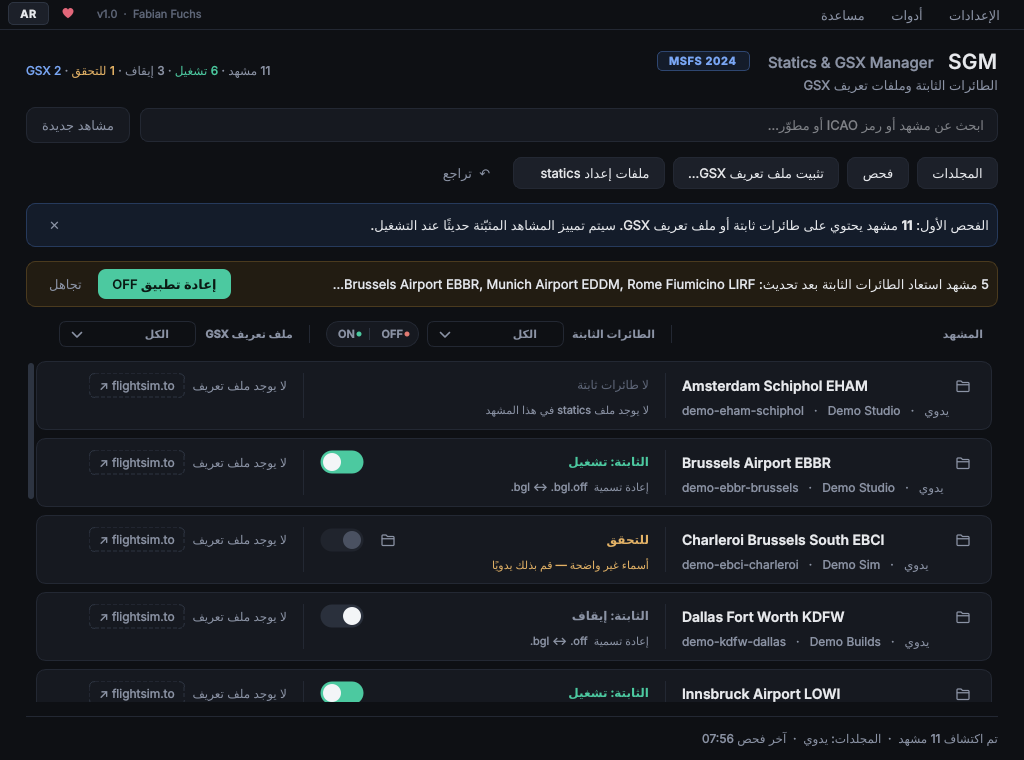 الإعدادات أدوات مساعدة
v1.0 · Fabian Fuchs
AR
SGM Statics & GSX Manager MSFS 2024
الطائرات الثابتة وملفات تعريف GSX
11 مشهد · 6 تشغيل · 3 إيقاف · 1 للتحقق · GSX 2
ابحث عن مشهد أو رمز ICAO أو مطوّر...
مشاهد جديدة
المجلدات فحص تثبيت ملف تعريف GSX... ملفات إعداد statics ↶ تراجع
الفحص الأول: 11 مشهد يحتوي على طائرات ثابتة أو ملف تعريف GSX. سيتم تمييز المشاهد المثبّتة حديثًا عند التشغيل. ×
5 مشهد استعاد الطائرات الثابتة بعد تحديث: Brussels Airport EBBR, Munich Airport EDDM, Rome Fiumicino LIRF...
إعادة تطبيق OFF تجاهل
المشهد الطائرات الثابتة الكل OFF ON ملف تعريف GSX الكل
Amsterdam Schiphol EHAM
demo-eham-schiphol · Demo Studio · يدوي
لا طائرات ثابتة
لا يوجد ملف statics في هذا المشهد
لا يوجد ملف تعريف flightsim.to ↗
Brussels Airport EBBR
demo-ebbr-brussels · Demo Studio · يدوي
الثابتة: تشغيل
إعادة تسمية .bgl ↔ .bgl.off
لا يوجد ملف تعريف flightsim.to ↗
Charleroi Brussels South EBCI
demo-ebci-charleroi · Demo Sim · يدوي
للتحقق
أسماء غير واضحة — قم بذلك يدويًا
لا يوجد ملف تعريف flightsim.to ↗
Dallas Fort Worth KDFW
demo-kdfw-dallas · Demo Builds · يدوي
الثابتة: إيقاف
إعادة تسمية .bgl ↔ .off
لا يوجد ملف تعريف flightsim.to ↗
Innsbruck Airport LOWI
الثابتة: تشغيل
لا يوجد ملف تعريف flightsim.to ↗
تم اكتشاف 11 مشهد · المجلدات: يدوي · آخر فحص 07:56